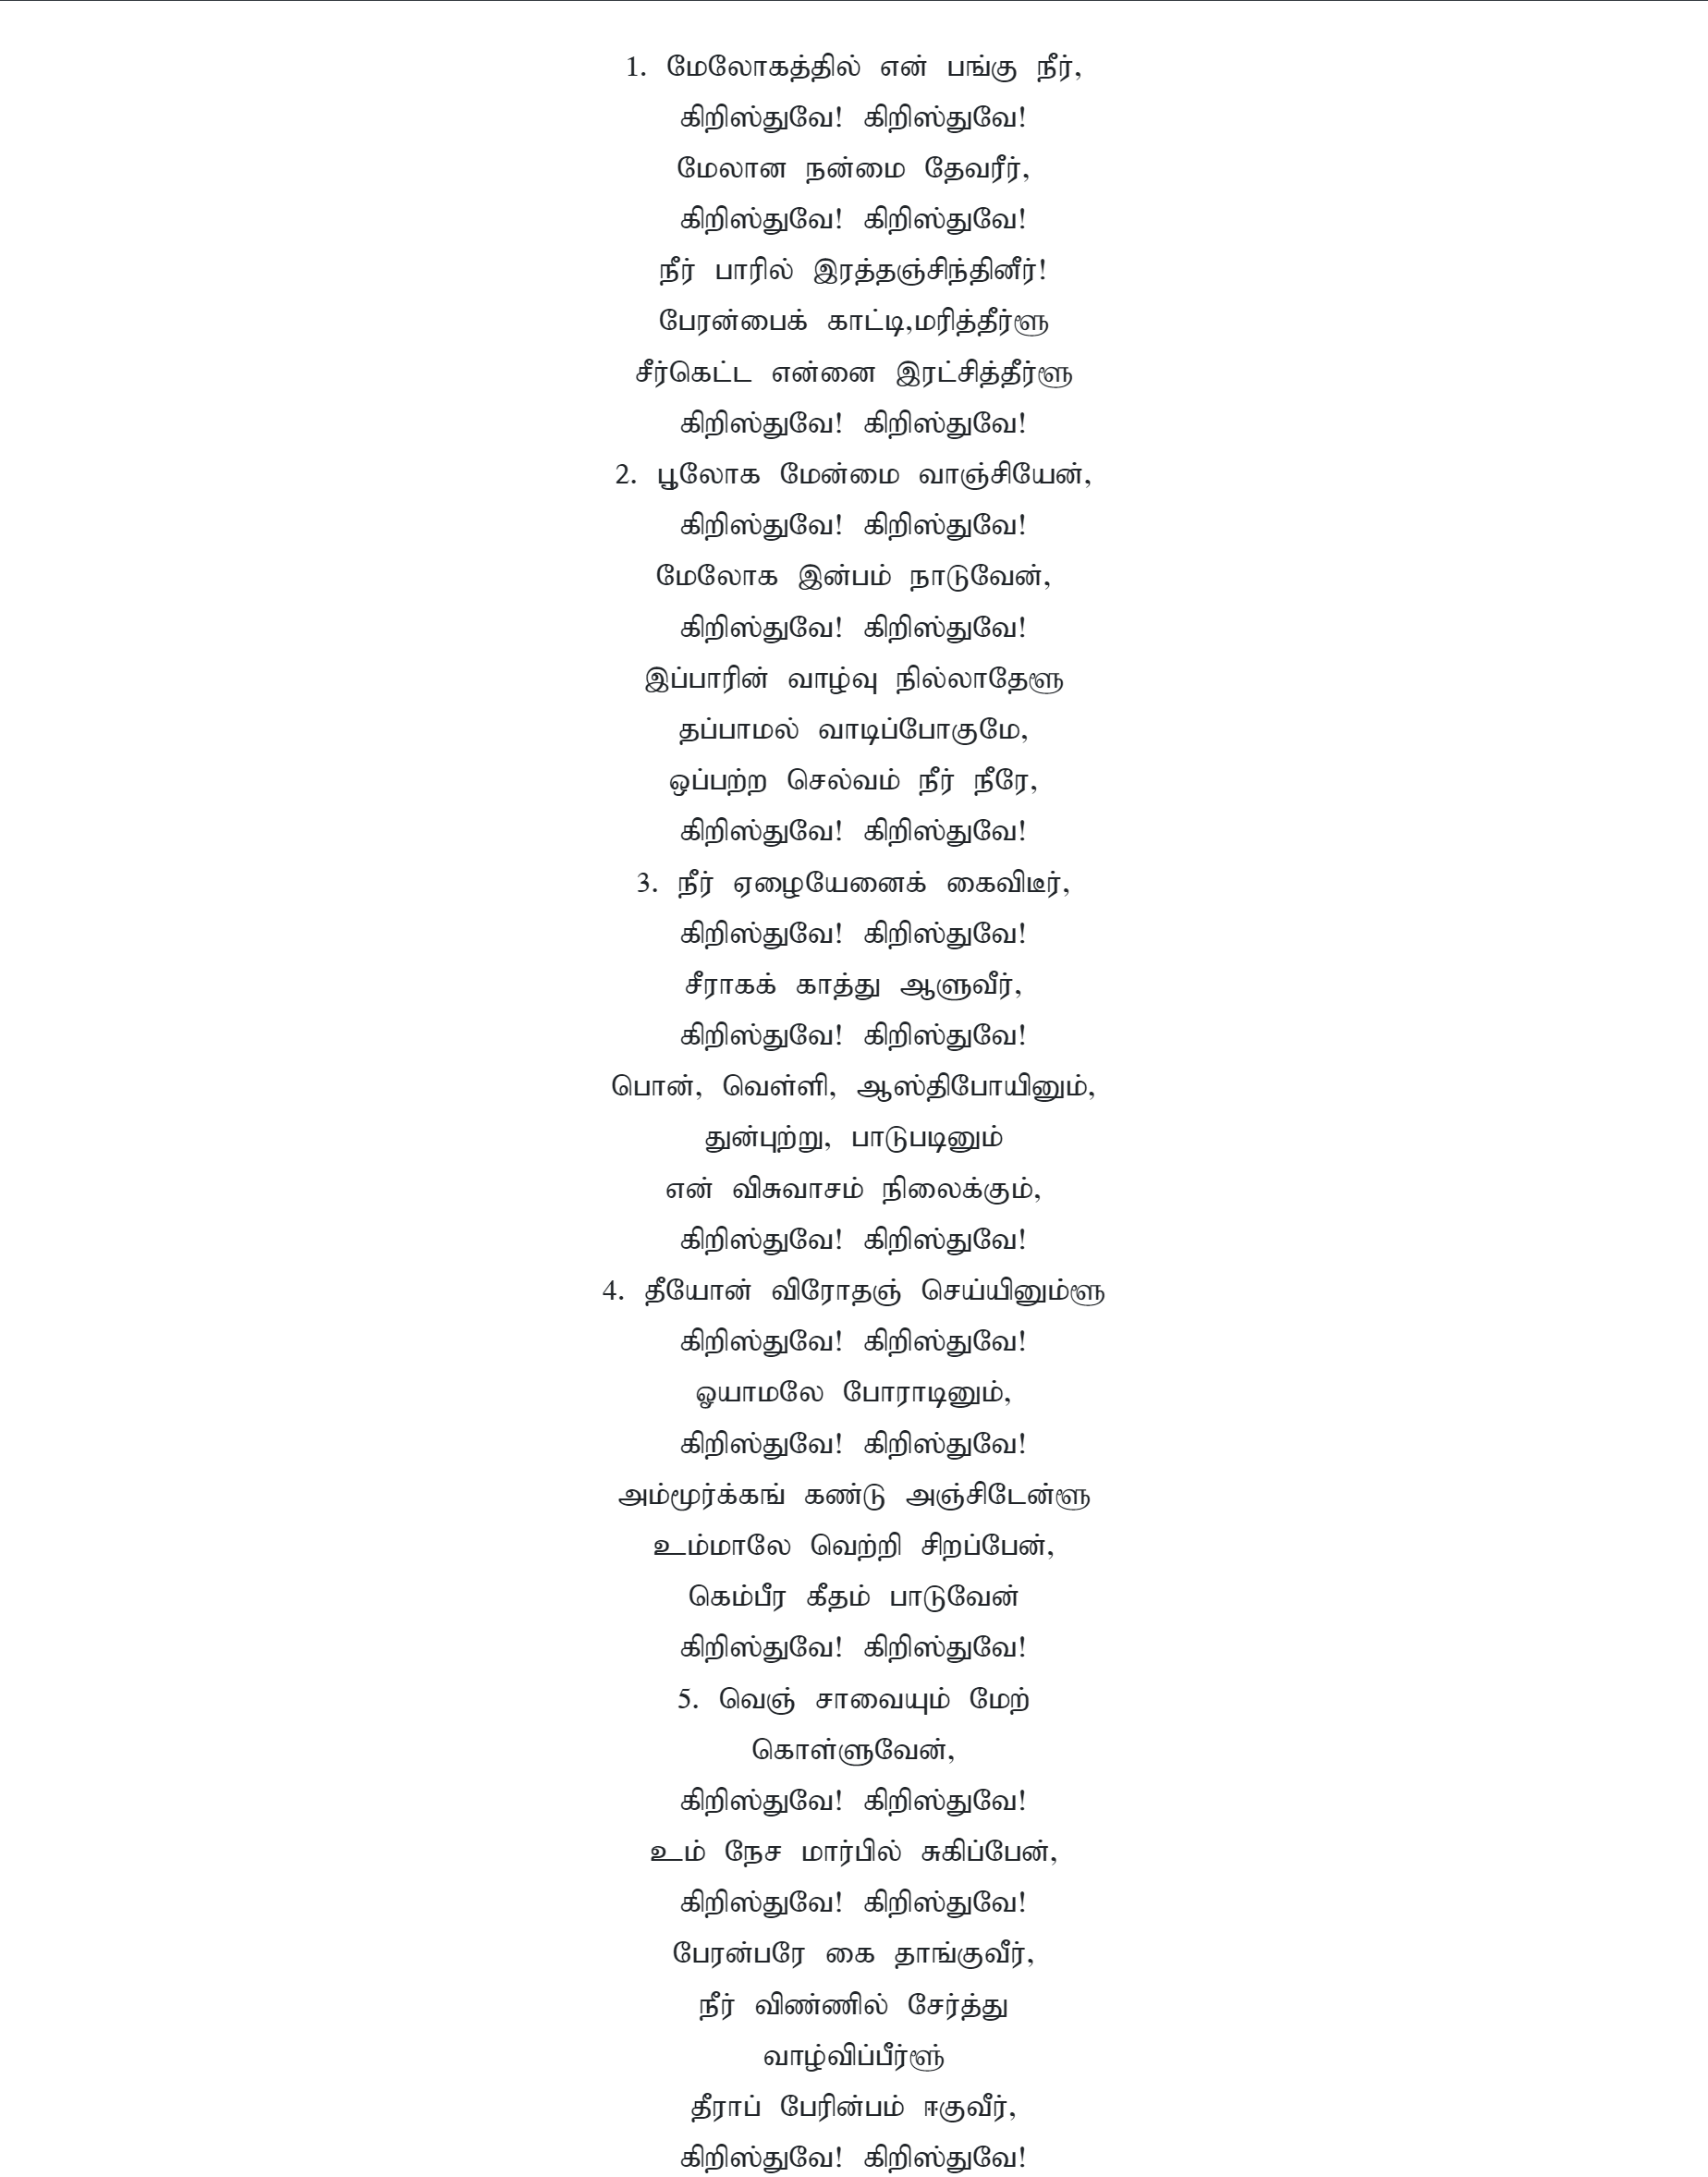 1. மேலோகத்தில் என் பங்கு நீர்,
கிறிஸ்துவே! கிறிஸ்துவே!
மேலான நன்மை தேவரீர்,
கிறிஸ்துவே! கிறிஸ்துவே!
நீர் பாரில் இரத்தஞ்சிந்தினீர்!
பேரன்பைக் காட்டி,மரித்தீர்ளூ
சீர்கெட்ட என்னை இரட்சித்தீர்ளூ
கிறிஸ்துவே! கிறிஸ்துவே!
2. பூலோக மேன்மை வாஞ்சியேன்,
கிறிஸ்துவே! கிறிஸ்துவே!
மேலோக இன்பம் நாடுவேன்,
கிறிஸ்துவே! கிறிஸ்துவே!
இப்பாரின் வாழ்வு நில்லாதேளூ
தப்பாமல் வாடிப்போகுமே,
ஒப்பற்ற செல்வம் நீர் நீரே,
கிறிஸ்துவே! கிறிஸ்துவே!
3. நீர் ஏழையேனைக் கைவிடீர்,
கிறிஸ்துவே! கிறிஸ்துவே!
சீராகக் காத்து ஆளுவீர்,
கிறிஸ்துவே! கிறிஸ்துவே!
பொன், வெள்ளி, ஆஸ்திபோயினும்,
துன்புற்று, பாடுபடினும்
என் விசுவாசம் நிலைக்கும்,
கிறிஸ்துவே! கிறிஸ்துவே!
4. தீயோன் விரோதஞ் செய்யினும்ளூ
கிறிஸ்துவே! கிறிஸ்துவே!
ஓயாமலே போராடினும்,
கிறிஸ்துவே! கிறிஸ்துவே!
அம்மூர்க்கங் கண்டு அஞ்சிடேன்ளூ
உம்மாலே வெற்றி சிறப்பேன்,
கெம்பீர கீதம் பாடுவேன்
கிறிஸ்துவே! கிறிஸ்துவே!
5. வெஞ் சாவையும் மேற்
கொள்ளுவேன்,
கிறிஸ்துவே! கிறிஸ்துவே!
உம் நேச மார்பில் சுகிப்பேன்,
கிறிஸ்துவே! கிறிஸ்துவே!
பேரன்பரே கை தாங்குவீர்,
நீர் விண்ணில் சேர்த்து
வாழ்விப்பீர்ளூ்
தீராப் பேரின்பம் ஈகுவீர்,
கிறிஸ்துவே! கிறிஸ்துவே!